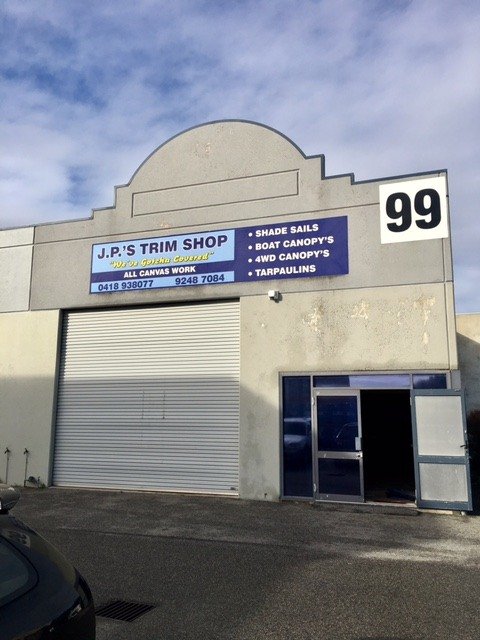 J.P.'S TRIM SHOP
"We've Gotcha Covered"
ALL CANVAS WORK
0418 938077 9248 7084
• SHADE SAILS
• BOAT CANOPY'S
• 4WD CANOPY'S
• TARPAULINS
99